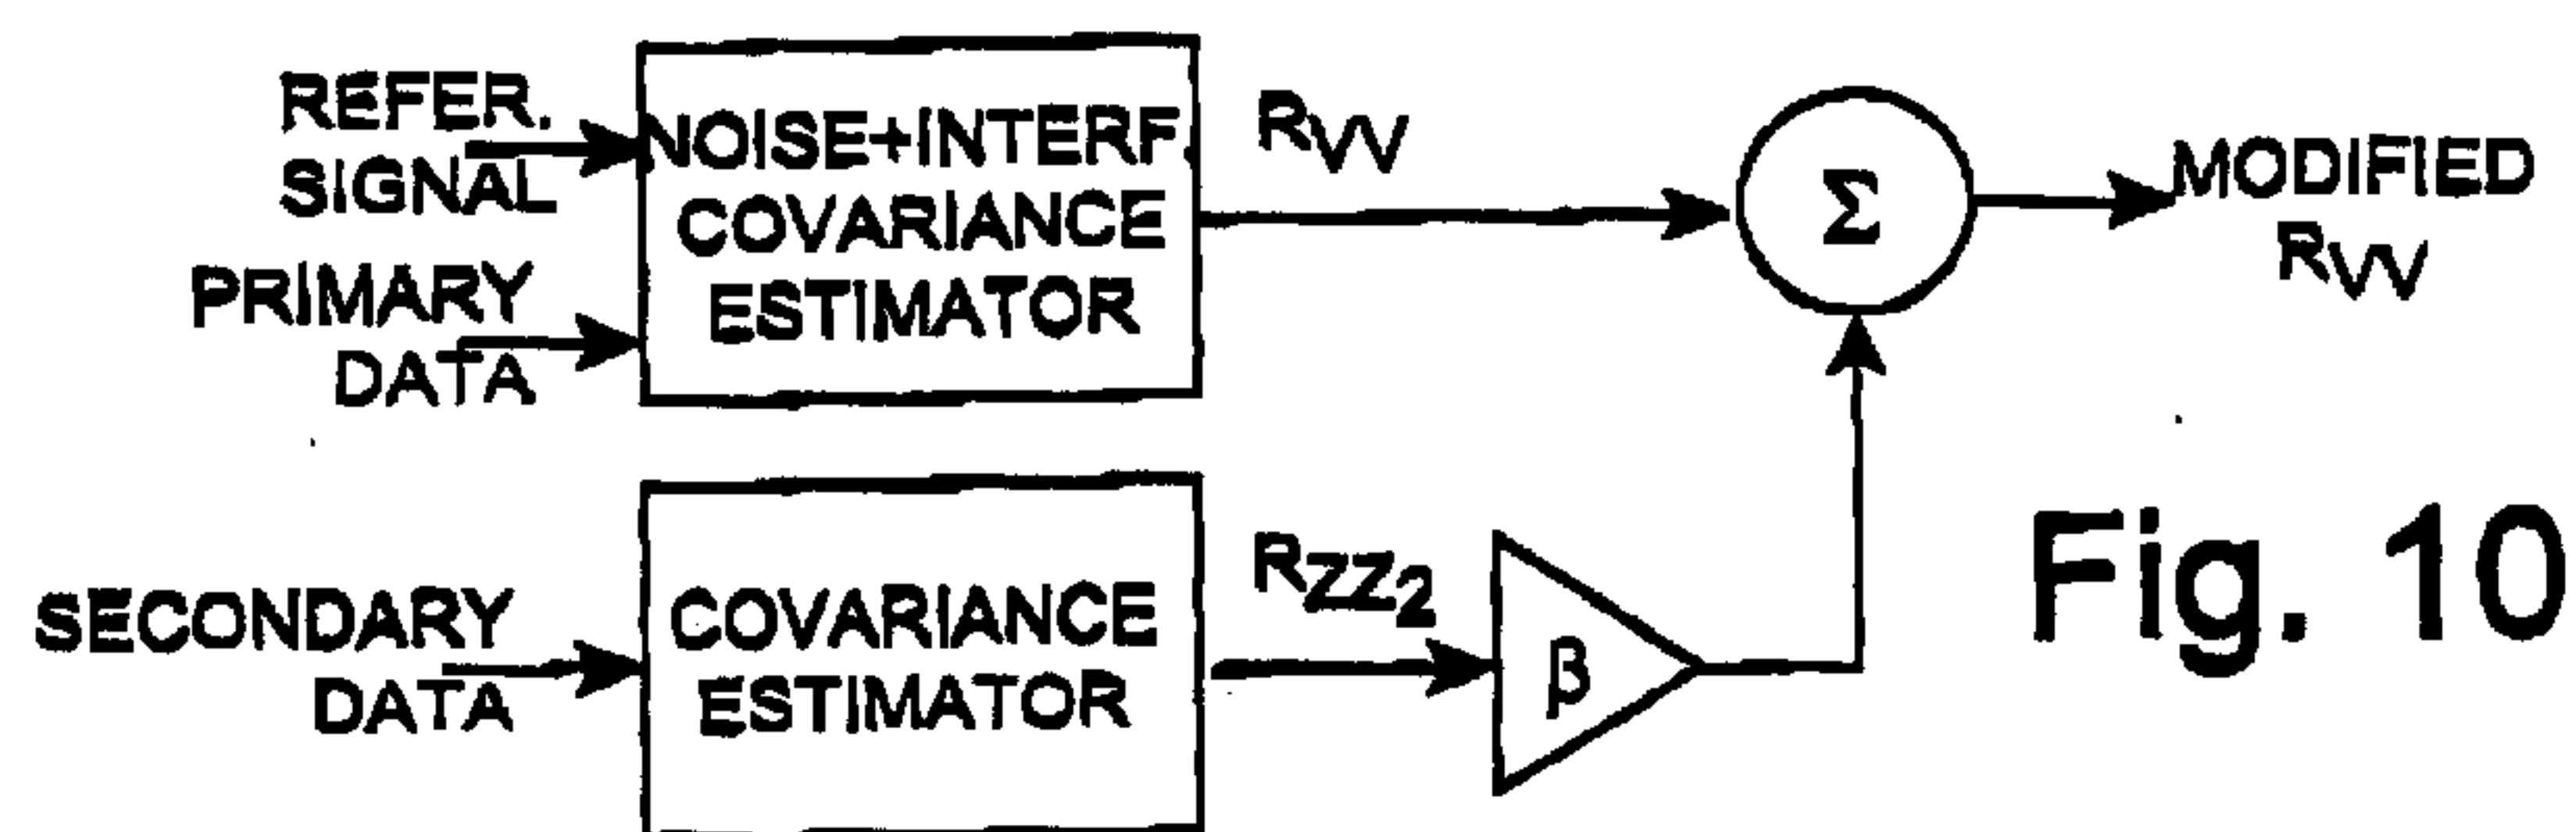 REFER.
SIGNAL
PRIMARY
DATA
NOISE+INTERF.
COVARIANCE
ESTIMATOR
RVV
Σ
MODIFIED
RVV
SECONDARY
DATA
COVARIANCE
ESTIMATOR
RZZ2
β
Fig. 10